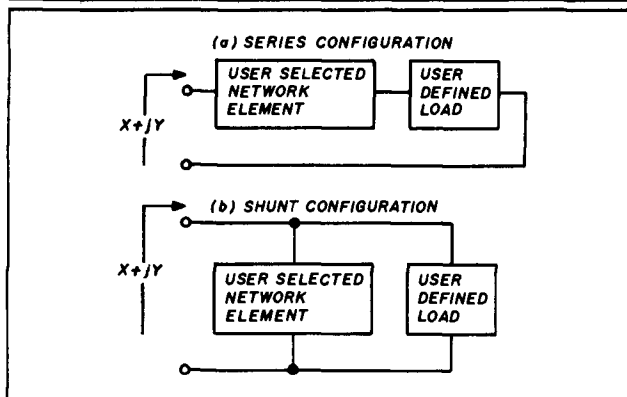 (a) SERIES CONFIGURATION
USER SELECTED
NETWORK
ELEMENT
USER
DEFINED
LOAD
X+jY
(b) SHUNT CONFIGURATION
X+jY
USER SELECTED
NETWORK
ELEMENT
USER
DEFINED
LOAD